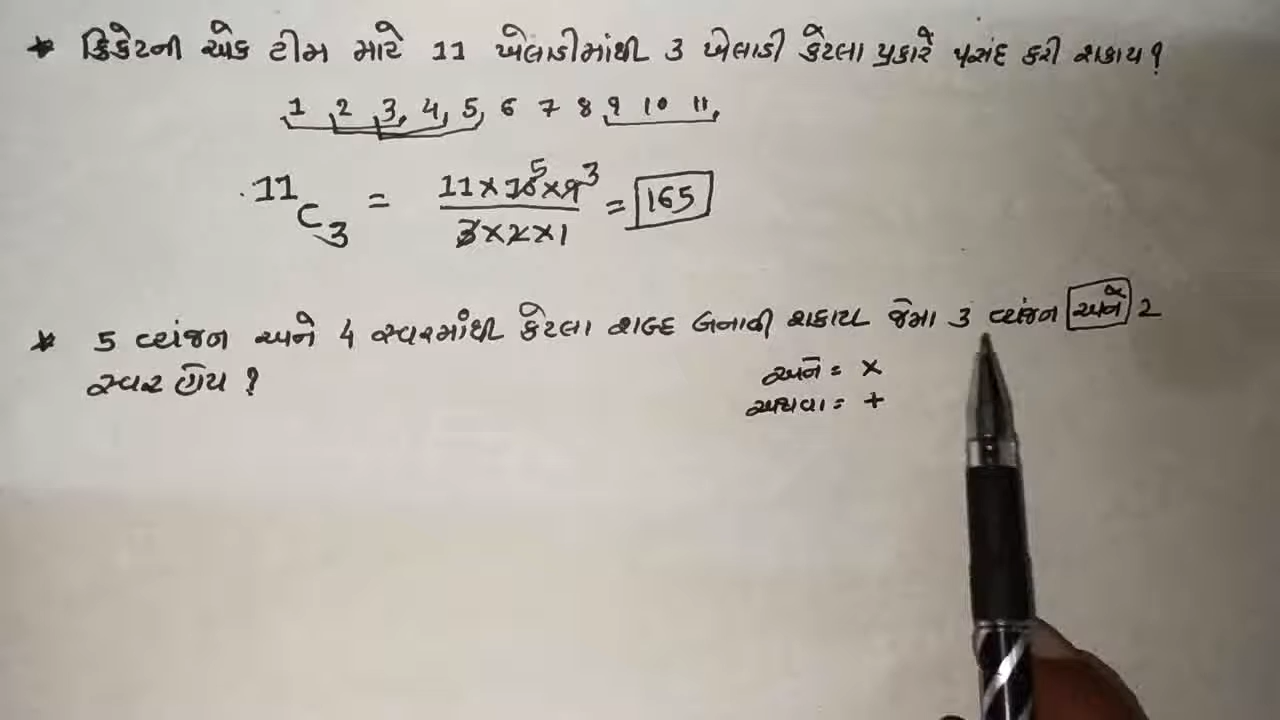 * ક્રિકેટની એક ટીમ માટે 11 ખેલાડીમાંથી 3 ખેલાડી કેટલા પ્રકારે પસંદ કરી શકાય?
1 2 3 4 5 6 7 8 9 10 11
11C3 = 11×10×9 / 3×2×1 = 165
5 3
* 5 વ્યંજન અને 4 સ્વરમાંથી કેટલા શબ્દ બનાવી શકાય જેમા 3 વ્યંજન અને 2
સ્વર હોય?
અને = ×
અથવા = +